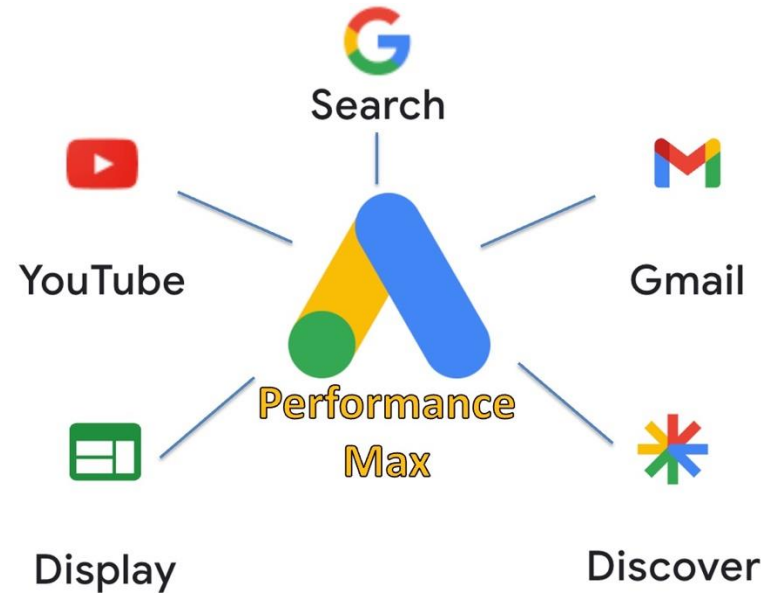 Search
YouTube
Gmail
Performance
Max
Display
Discover